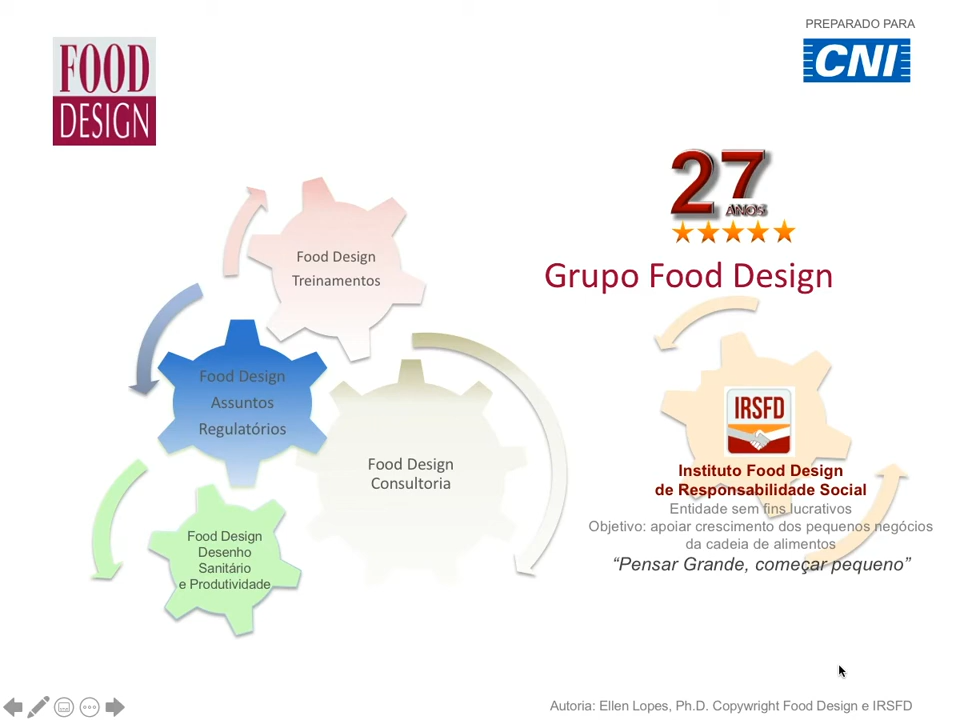 PREPARADO PARA
CNI
FOOD
DESIGN
27
ANOS
Grupo Food Design
Food Design
Treinamentos
Food Design
Assuntos
Regulatórios
Food Design
Consultoria
Food Design
Desenho
Sanitário
e Produtividade
IRSFD
Instituto Food Design
de Responsabilidade Social
Entidade sem fins lucrativos
Objetivo: apoiar crescimento dos pequenos negócios
da cadeia de alimentos
“Pensar Grande, começar pequeno”
Autoria: Ellen Lopes, Ph.D. Copywright Food Design e IRSFD